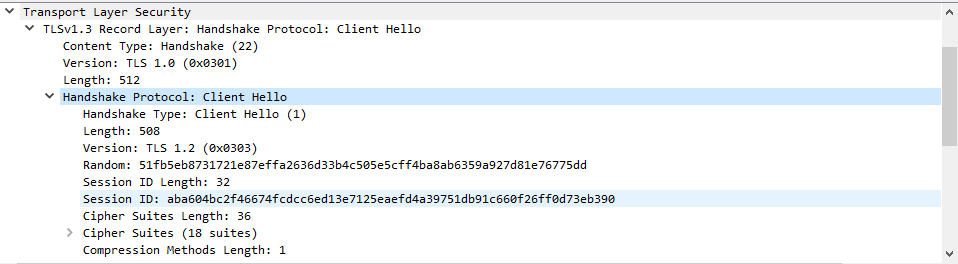 Transport Layer Security
TLSv1.3 Record Layer: Handshake Protocol: Client Hello
Content Type: Handshake (22)
Version: TLS 1.0 (0x0301)
Length: 512
Handshake Protocol: Client Hello
Handshake Type: Client Hello (1)
Length: 508
Version: TLS 1.2 (0x0303)
Random: 51fb5eb8731721e87effa2636d33b4c505e5cff4ba8ab6359a927d81e76775dd
Session ID Length: 32
Session ID: aba604bc2f46674fcdcc6ed13e7125eaefd4a39751db91c660f26ff0d73eb390
Cipher Suites Length: 36
Cipher Suites (18 suites)
Compression Methods Length: 1